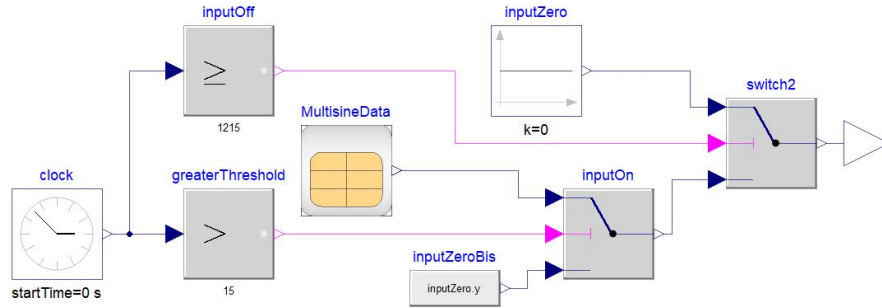 inputOff
inputZero
switch2
≥
1215
MultisineData
k=0
clock
greaterThreshold
inputOn
>
inputZeroBis
inputZero.y
startTime=0 s
15